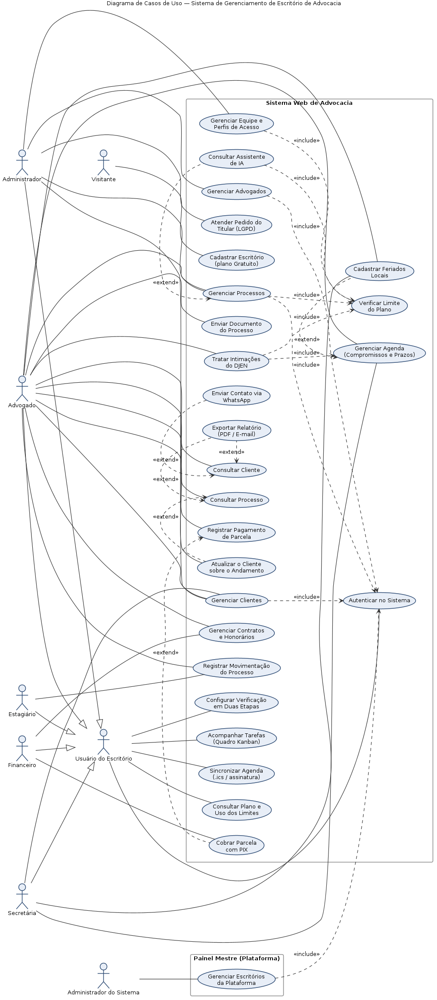 Diagrama de Casos de Uso — Sistema de Gerenciamento de Escritório de Advocacia
Sistema Web de Advocacia
Gerenciar Equipe e
Perfis de Acesso
«include»
Consultar Assistente
de IA
«include»
Administrador
Visitante
Gerenciar Advogados
Atender Pedido do
Titular (LGPD)
«include»
Cadastrar Escritório
(plano Gratuito)
Cadastrar Feriados
Locais
«extend»
Gerenciar Processos
«include»
Verificar Limite
do Plano
Enviar Documento
do Processo
«include»
«extend»
Tratar Intimações
do DJEN
«include»
Gerenciar Agenda
(Compromissos e Prazos)
«include»
Advogado
Enviar Contato via
WhatsApp
Exportar Relatório
(PDF / E-mail)
«extend»
«extend»
Consultar Cliente
«extend»
Consultar Processo
«extend»
Registrar Pagamento
de Parcela
Atualizar o Cliente
sobre o Andamento
Gerenciar Clientes
«include»
Autenticar no Sistema
Gerenciar Contratos
e Honorários
«extend»
Registrar Movimentação
do Processo
Estagiário
Configurar Verificação
em Duas Etapas
Acompanhar Tarefas
(Quadro Kanban)
Financeiro
Usuário do Escritório
Sincronizar Agenda
(.ics / assinatura)
Consultar Plano e
Uso dos Limites
Cobrar Parcela
com PIX
Secretária
«include»
Painel Mestre (Plataforma)
Gerenciar Escritórios
da Plataforma
Administrador do Sistema